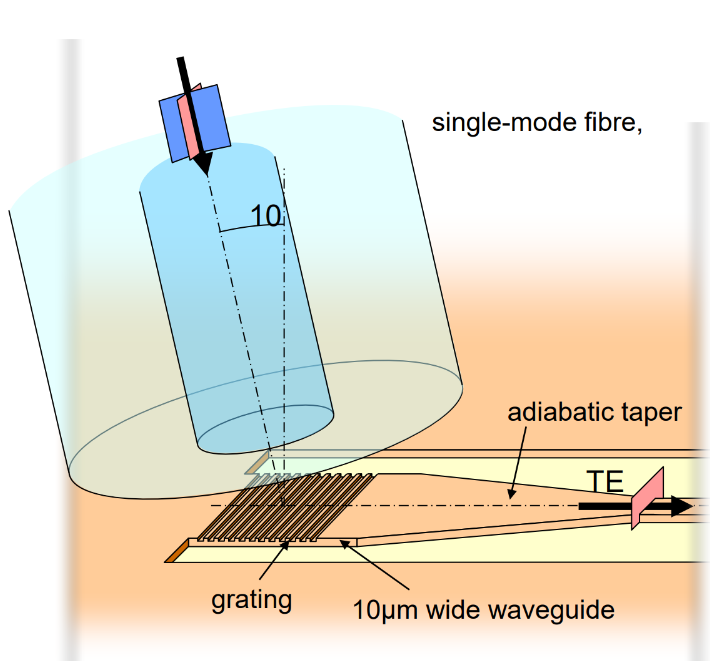 single-mode fibre,
10
adiabatic taper
TE
grating
10µm wide waveguide